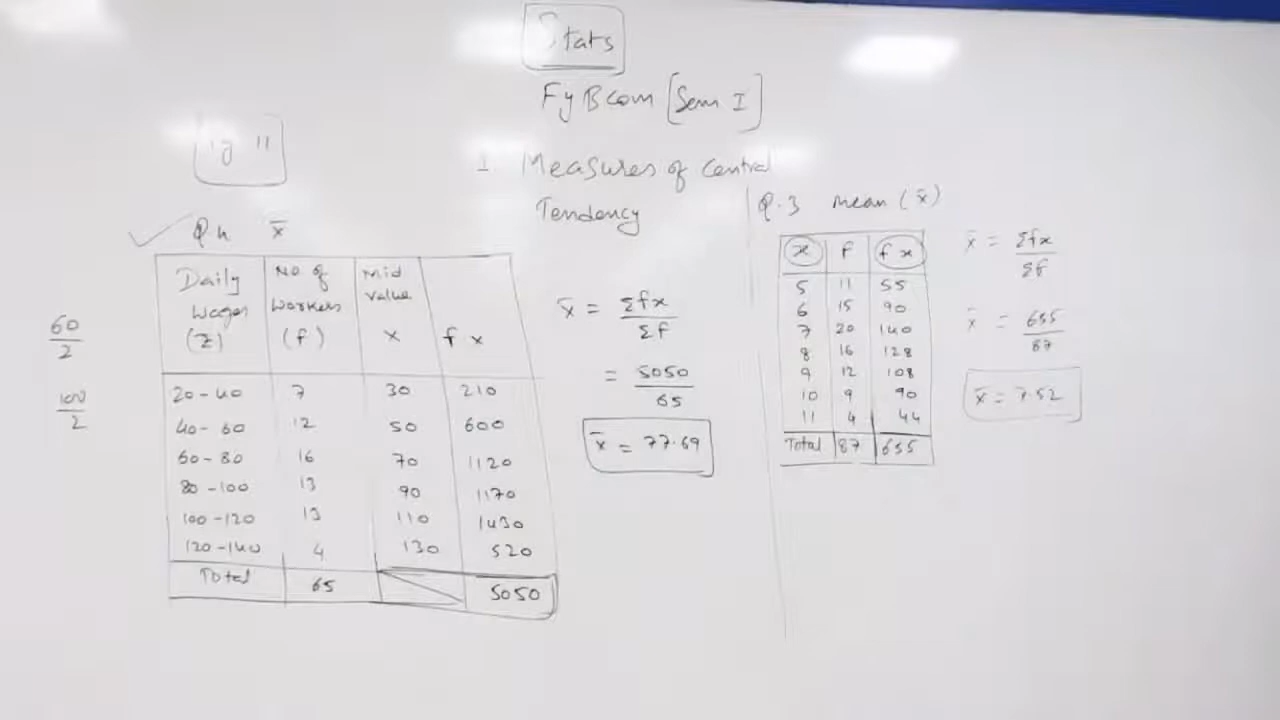 Stats
FyBcom [Sem I]
1 Measures of Central
Tendency
Q4 x̄
Daily Wages (Z) No of Workers (f) Mid Value x f x
20-40 7 30 210
40-60 12 50 600
60-80 16 70 1120
80-100 13 90 1170
100-120 13 110 1430
120-140 4 130 520
Total 65 5050
60/2
100/2
x̄ = Σfx/Σf
= 5050/65
x̄ = 77.69
Q.3 mean (x̄)
x f fx
5 11 55
6 15 90
7 20 140
8 16 128
9 12 108
10 9 90
11 4 44
Total 87 655
x̄ = Σfx/Σf
x̄ = 655/87
x̄ = 7.52